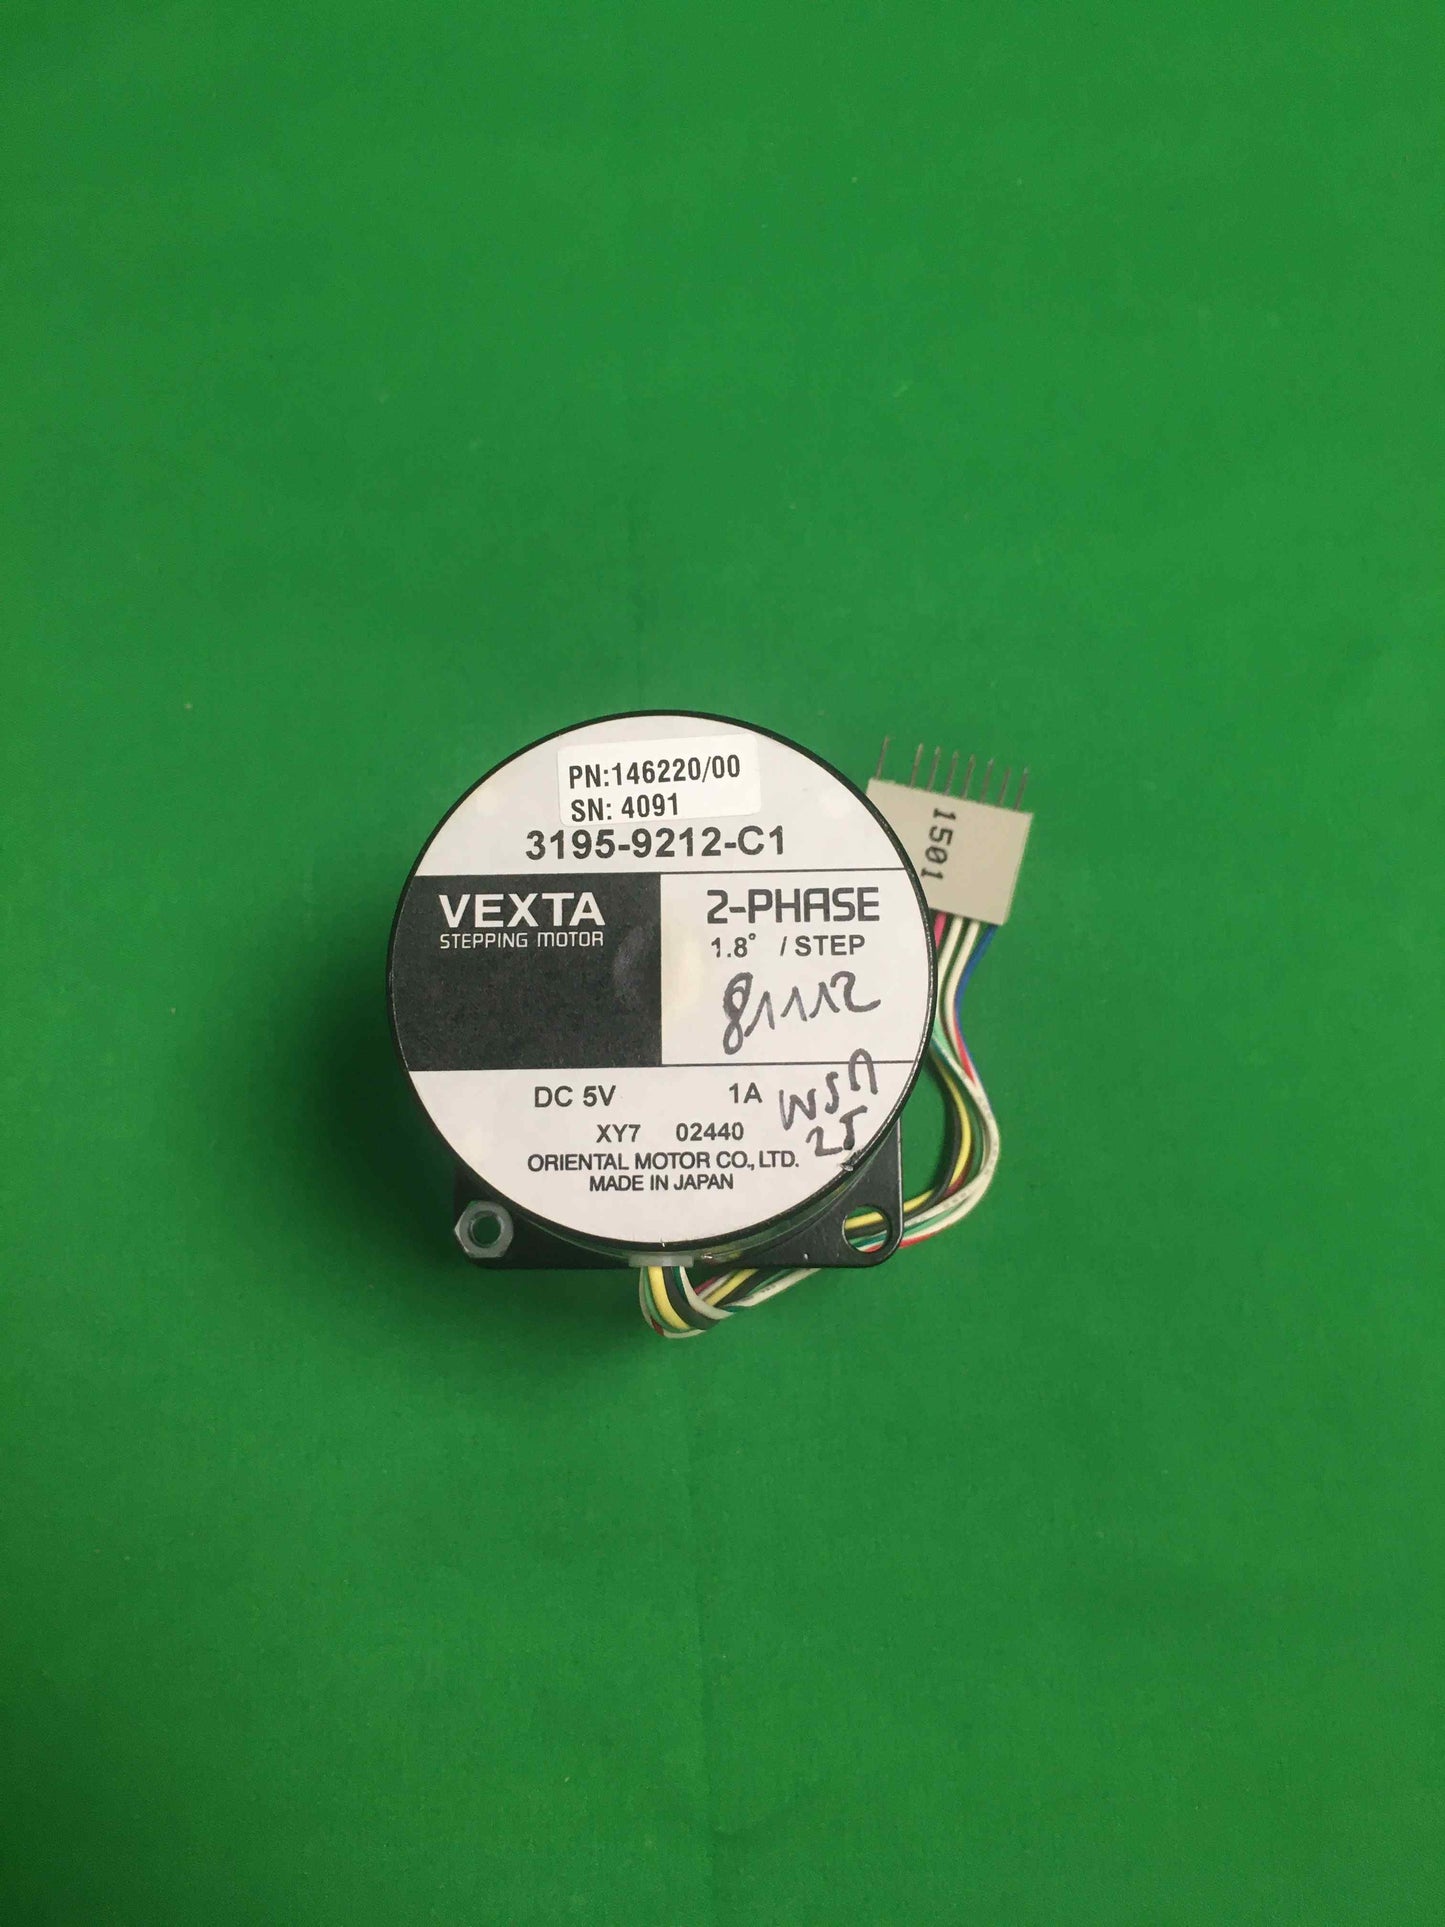 PN:146220/00
SN: 4091
3195-9212-C1
VEXTA
STEPPING MOTOR
2-PHASE
1.8° / STEP
81112
DC 5V 1A
XY7 02440
ORIENTAL MOTOR CO., LTD.
MADE IN JAPAN
1501